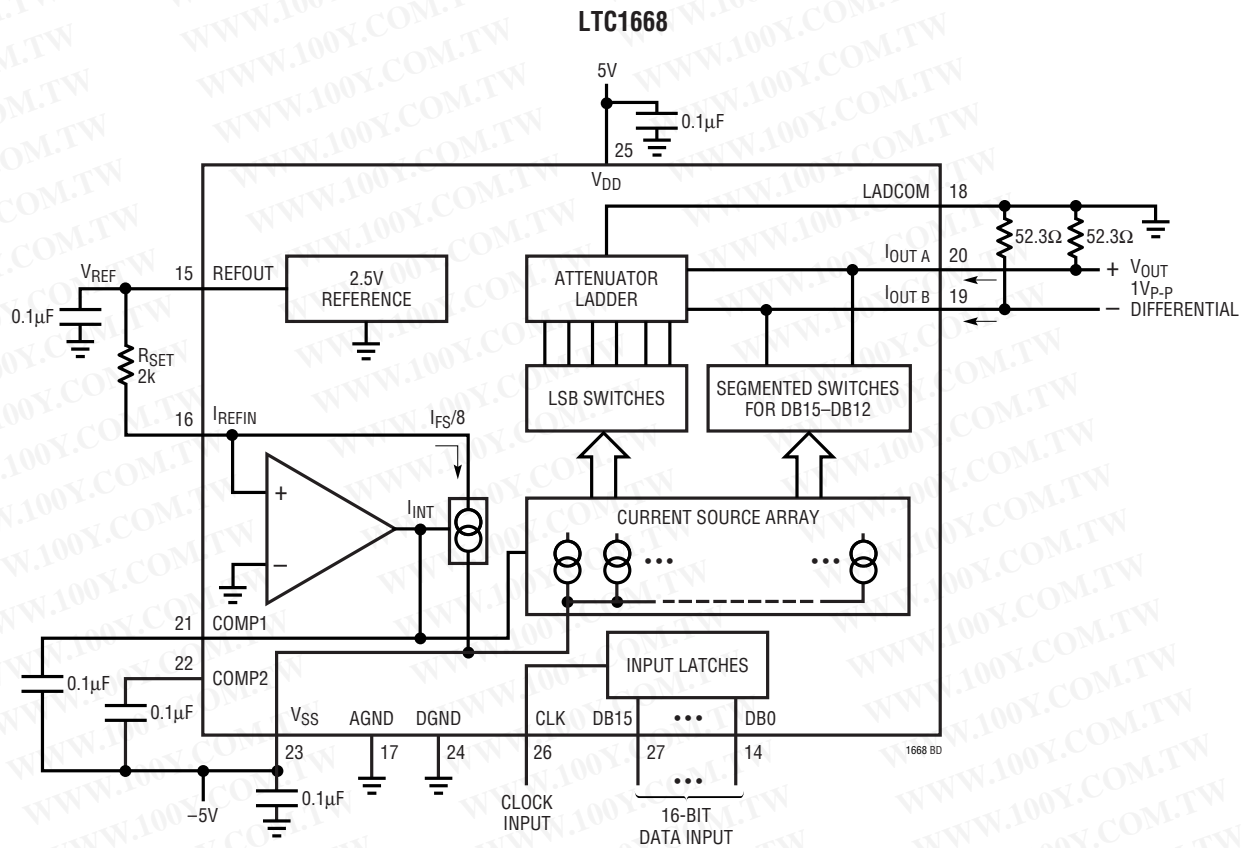 LTC1668
5V
0.1µF
25
VDD
LADCOM
18
52.3Ω
52.3Ω
VREF
15
REFOUT
2.5V
REFERENCE
ATTENUATOR
LADDER
IOUT A
20
IOUT B
19
+
VOUT
1VP-P
–
DIFFERENTIAL
0.1µF
RSET
2k
LSB SWITCHES
SEGMENTED SWITCHES
FOR DB15–DB12
16
IREFIN
IFS/8
+
–
IINT
CURRENT SOURCE ARRAY
•••
•••
21
COMP1
22
COMP2
0.1µF
0.1µF
INPUT LATCHES
VSS
AGND
DGND
CLK
DB15
•••
DB0
23
17
24
26
27
14
1668 BD
–5V
0.1µF
CLOCK
INPUT
•••
16-BIT
DATA INPUT
WWW.100Y.COM.TW